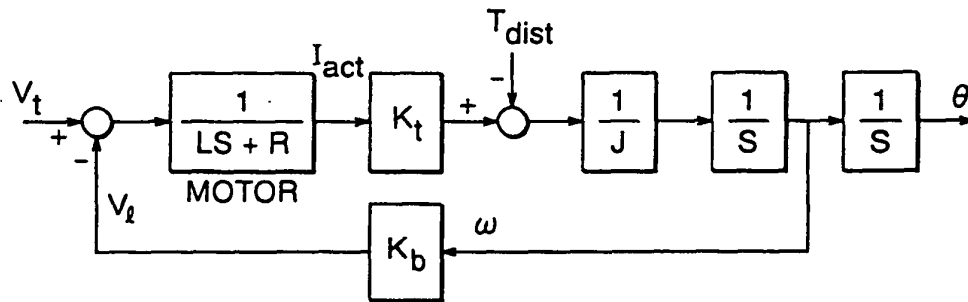 T_dist
-
V_t
+
-
1
LS + R
MOTOR
I_act
K_t
+
1
J
1
S
1
S
θ
V_ℓ
K_b
ω